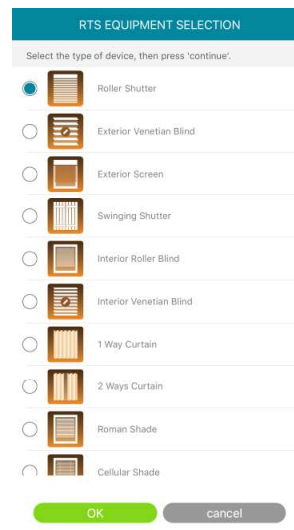 RTS EQUIPMENT SELECTION
Select the type of device, then press 'continue'.
Roller Shutter
Exterior Venetian Blind
Exterior Screen
Swinging Shutter
Interior Roller Blind
Interior Venetian Blind
1 Way Curtain
2 Ways Curtain
Roman Shade
Cellular Shade
OK cancel